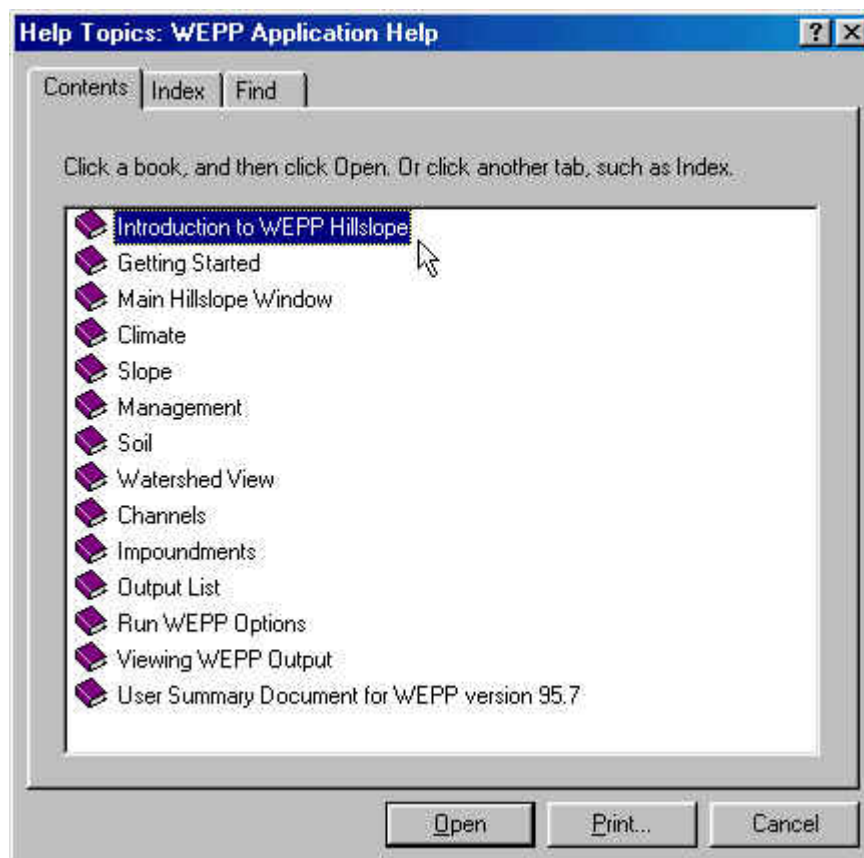 Help Topics: WEPP Application Help
Contents Index Find
Click a book, and then click Open. Or click another tab, such as Index.
Introduction to WEPP Hillslope
Getting Started
Main Hillslope Window
Climate
Slope
Management
Soil
Watershed View
Channels
Impoundments
Output List
Run WEPP Options
Viewing WEPP Output
User Summary Document for WEPP version 95.7
Open Print... Cancel